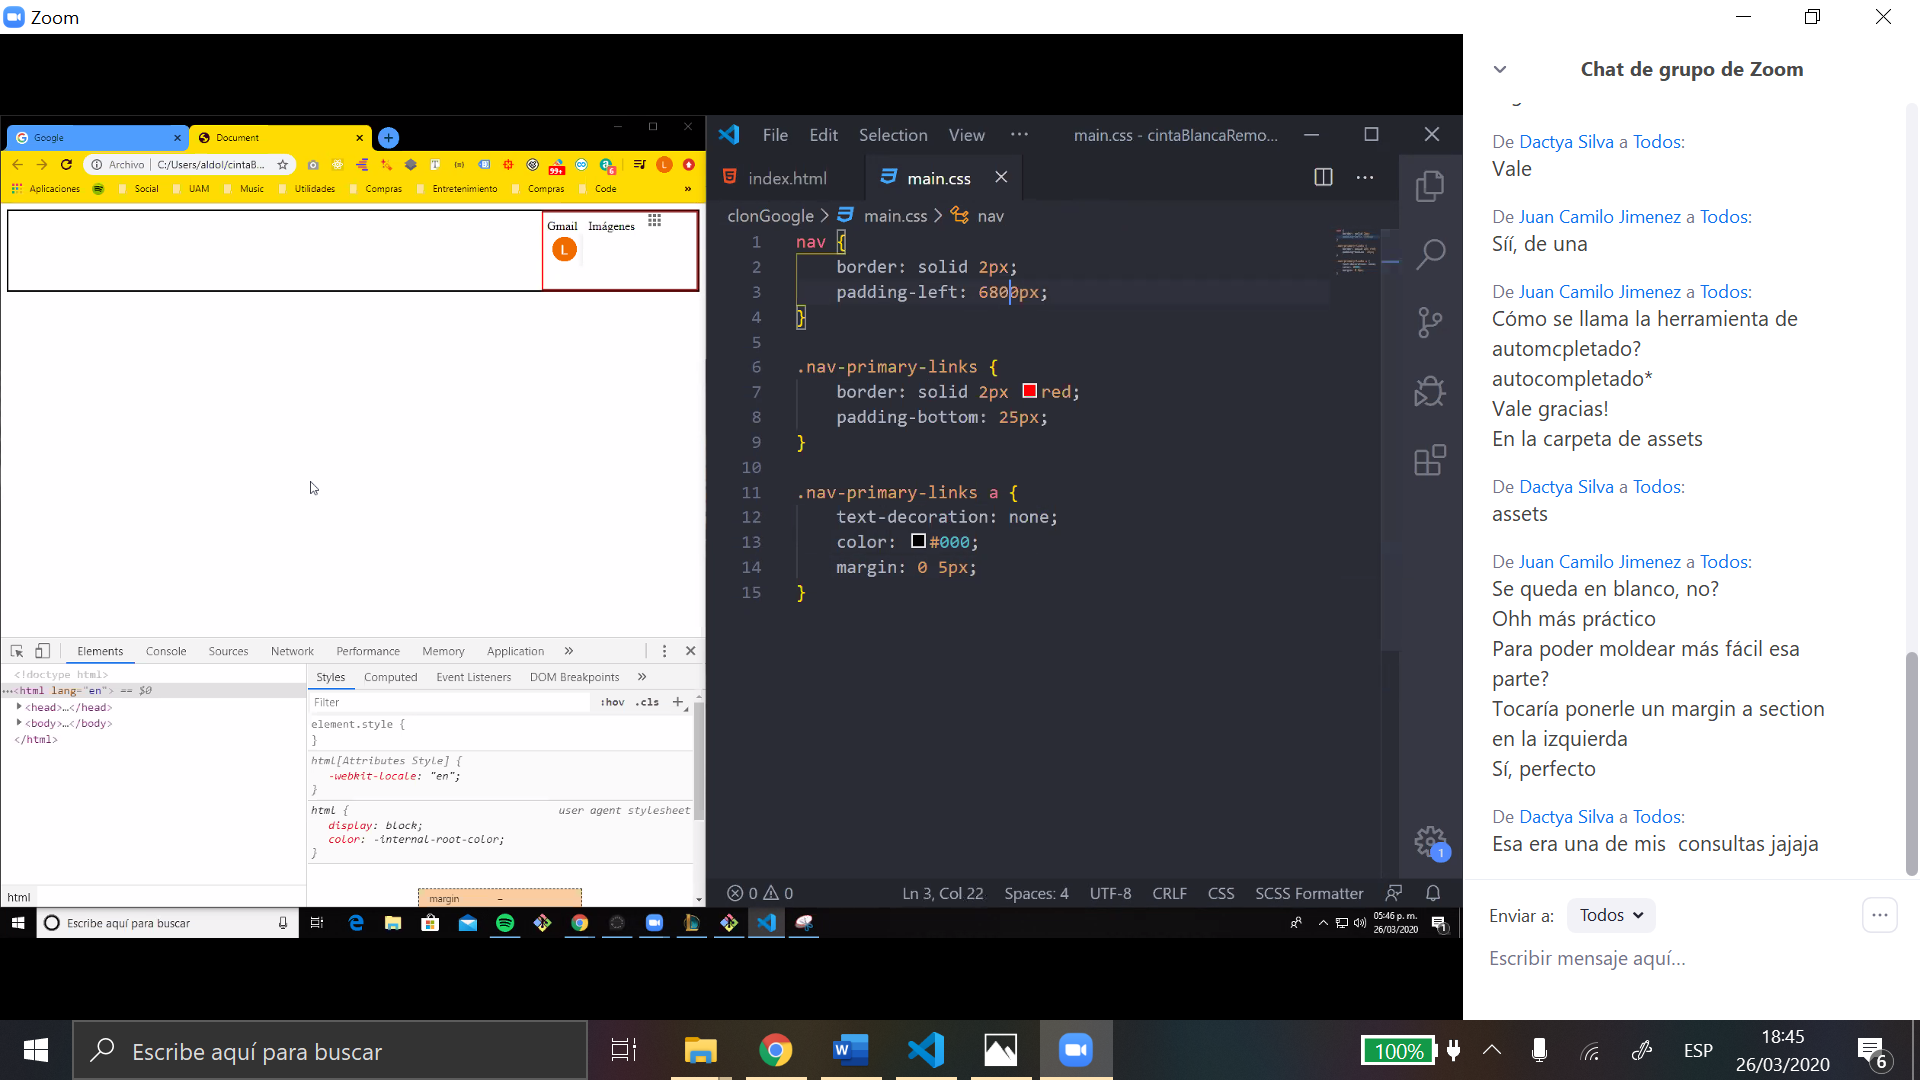 Zoom
Google
Document
Archivo
C:/Users/aldol/cintaB...
99+
L
6
Aplicaciones
Social
UAM
Music
Utilidades
Compras
Entretenimiento
Compras
Code
»
Gmail Imágenes
L
Elements
Console
Sources
Network
Performance
Memory
Application
»
<!doctype html>
…<html lang="en"> == $0
<head>…</head>
<body>…</body>
</html>
html
Styles
Computed
Event Listeners
DOM Breakpoints
»
Filter
:hov .cls +
element.style {
}
html[Attributes Style] {
-webkit-locale: "en";
}
html { user agent stylesheet
display: block;
color: -internal-root-color;
}
margin –
Escribe aquí para buscar
05:46 p. m.
26/03/2020
1
File Edit Selection View ···
main.css - cintaBlancaRemo...
index.html
main.css
clonGoogle > main.css > nav
1 nav {
2 border: solid 2px;
3 padding-left: 6800px;
4 }
5
6 .nav-primary-links {
7 border: solid 2px red;
8 padding-bottom: 25px;
9 }
10
11 .nav-primary-links a {
12 text-decoration: none;
13 color: #000;
14 margin: 0 5px;
15 }
1
0 0
Ln 3, Col 22
Spaces: 4
UTF-8
CRLF
CSS
SCSS Formatter
Chat de grupo de Zoom
De Dactya Silva a Todos:
Vale
De Juan Camilo Jimenez a Todos:
Síí, de una
De Juan Camilo Jimenez a Todos:
Cómo se llama la herramienta de
automcpletado?
autocompletado*
Vale gracias!
En la carpeta de assets
De Dactya Silva a Todos:
assets
De Juan Camilo Jimenez a Todos:
Se queda en blanco, no?
Ohh más práctico
Para poder moldear más fácil esa
parte?
Tocaría ponerle un margin a section
en la izquierda
Sí, perfecto
De Dactya Silva a Todos:
Esa era una de mis consultas jajaja
Enviar a: Todos
Escribir mensaje aquí...
Escribe aquí para buscar
100%
ESP
18:45
26/03/2020
6